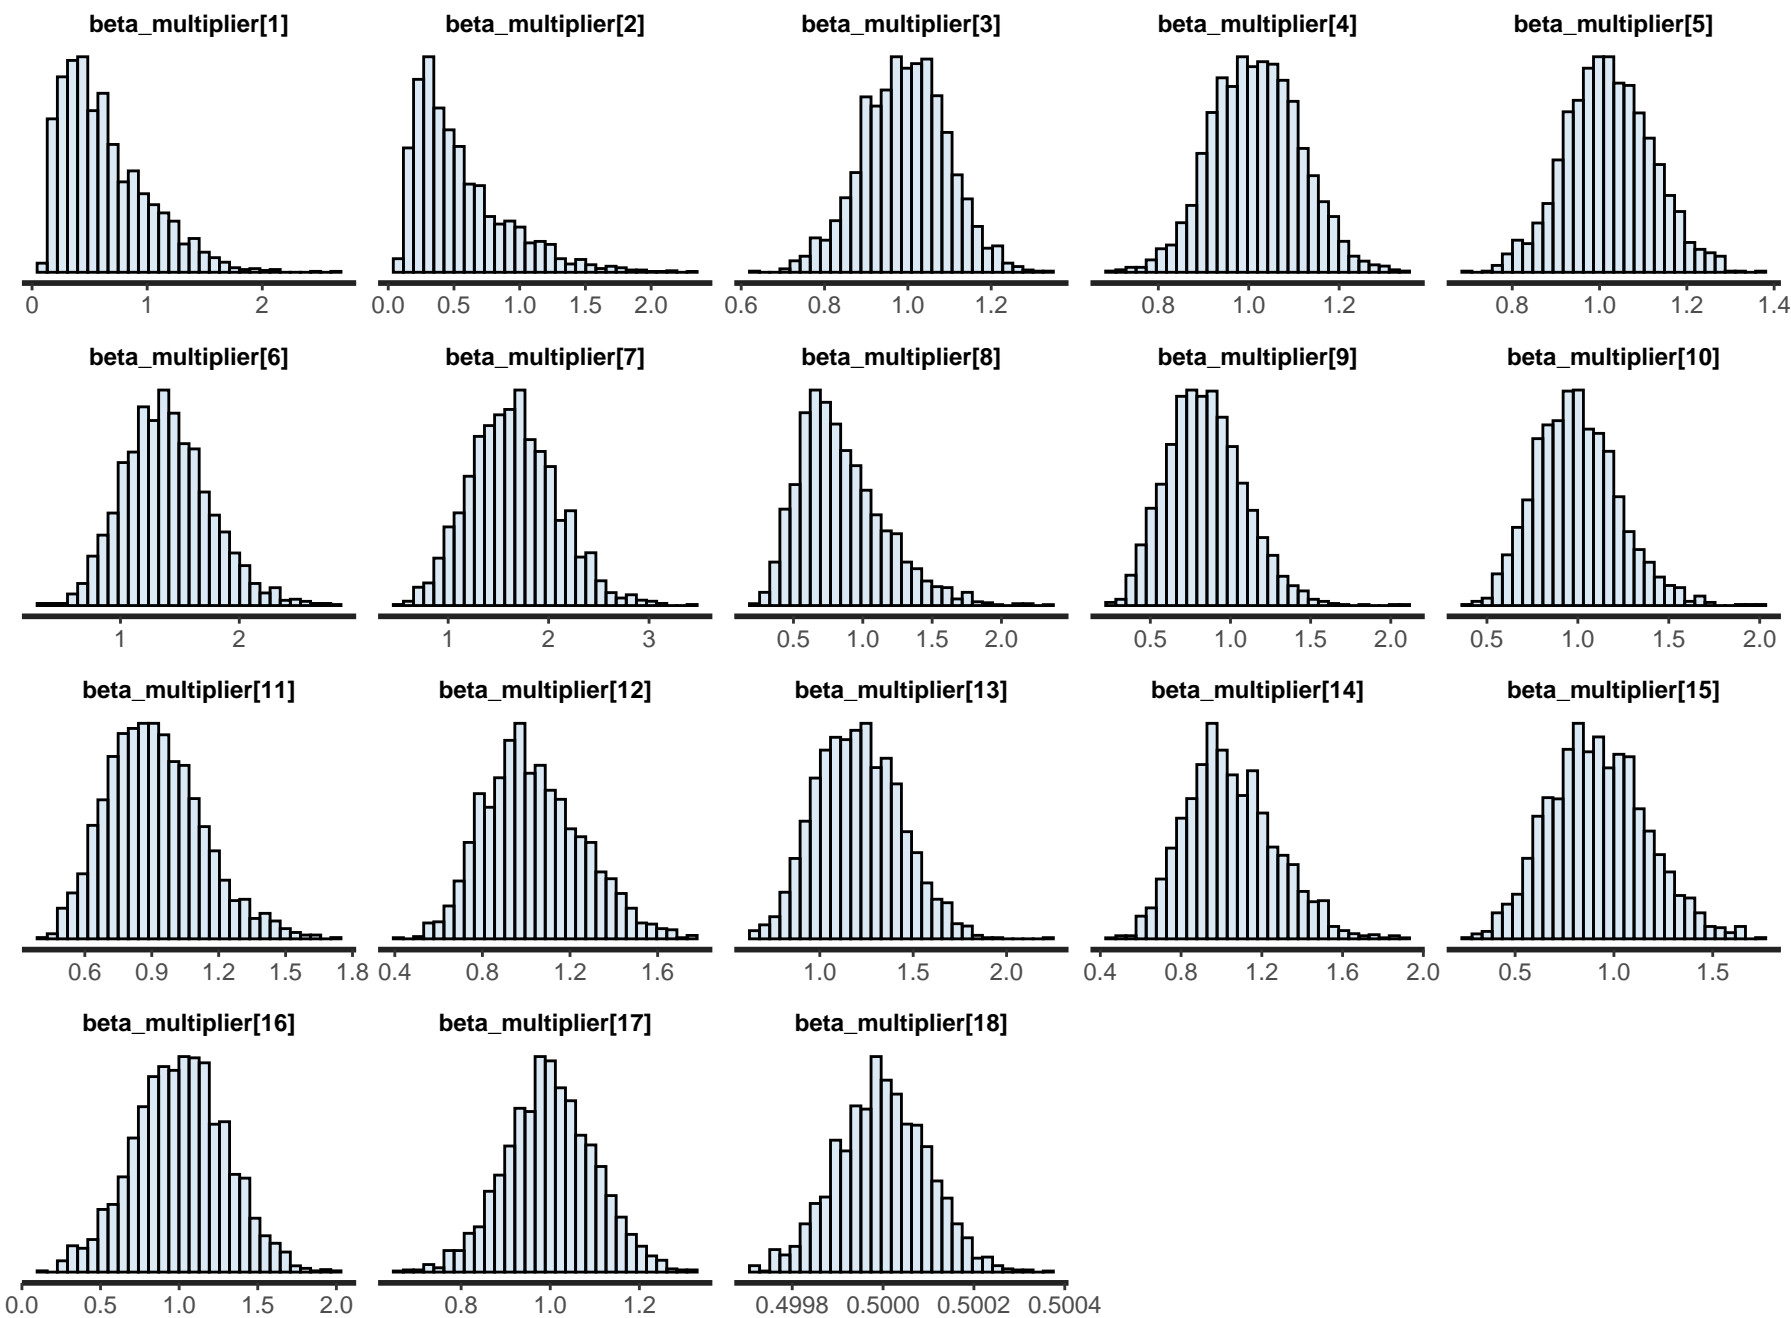 beta_multiplier[1] beta_multiplier[2] beta_multiplier[3] beta_multiplier[4] beta_multiplier[5]
0 1 2 0.0 0.5 1.0 1.5 2.0 0.6 0.8 1.0 1.2 0.8 1.0 1.2 0.8 1.0 1.2 1.4
beta_multiplier[6] beta_multiplier[7] beta_multiplier[8] beta_multiplier[9] beta_multiplier[10]
1 2 1 2 3 0.5 1.0 1.5 2.0 0.5 1.0 1.5 2.0 0.5 1.0 1.5 2.0
beta_multiplier[11] beta_multiplier[12] beta_multiplier[13] beta_multiplier[14] beta_multiplier[15]
0.6 0.9 1.2 1.5 1.8 0.4 0.8 1.2 1.6 1.0 1.5 2.0 0.4 0.8 1.2 1.6 2.0 0.5 1.0 1.5
beta_multiplier[16] beta_multiplier[17] beta_multiplier[18]
0.0 0.5 1.0 1.5 2.0 0.8 1.0 1.2 0.4998 0.5000 0.5002 0.5004